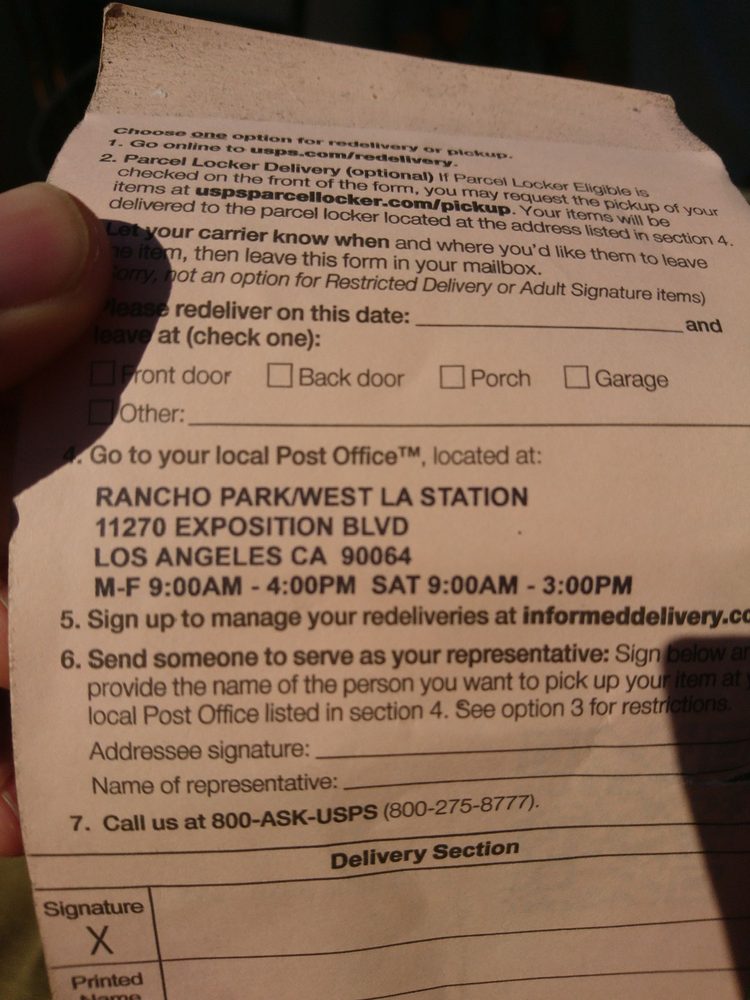 Choose one option for redelivery or pickup.
1. Go online to usps.com/redelivery.
2. Parcel Locker Delivery (optional) If Parcel Locker Eligible is
checked on the front of the form, you may request the pickup of your
items at uspsparcellocker.com/pickup. Your items will be
delivered to the parcel locker located at the address listed in section 4.
Let your carrier know when and where you'd like them to leave
item, then leave this form in your mailbox.
not an option for Restricted Delivery or Adult Signature items)
Please redeliver on this date: and
leave at (check one):
Front door Back door Porch Garage
Other:
4. Go to your local Post Office™, located at:
RANCHO PARK/WEST LA STATION
11270 EXPOSITION BLVD
LOS ANGELES CA 90064
M-F 9:00AM - 4:00PM SAT 9:00AM - 3:00PM
5. Sign up to manage your redeliveries at informeddelivery.co
6. Send someone to serve as your representative: Sign below
provide the name of the person you want to pick up your item at
local Post Office listed in section 4. See option 3 for restrictions.
Addressee signature:
Name of representative:
7. Call us at 800-ASK-USPS (800-275-8777).
Delivery Section
Signature
X
Printed
Name